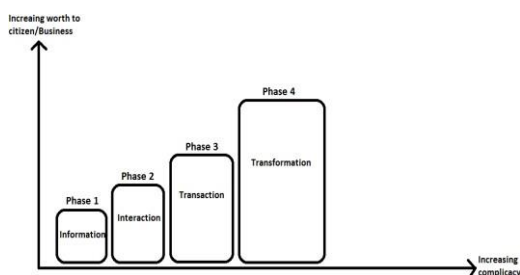 Increaing worth to
citizen/Business
Phase 4
Phase 3
Phase 2
Phase 1
Transformation
Transaction
Interaction
Information
Increasing
complicacy